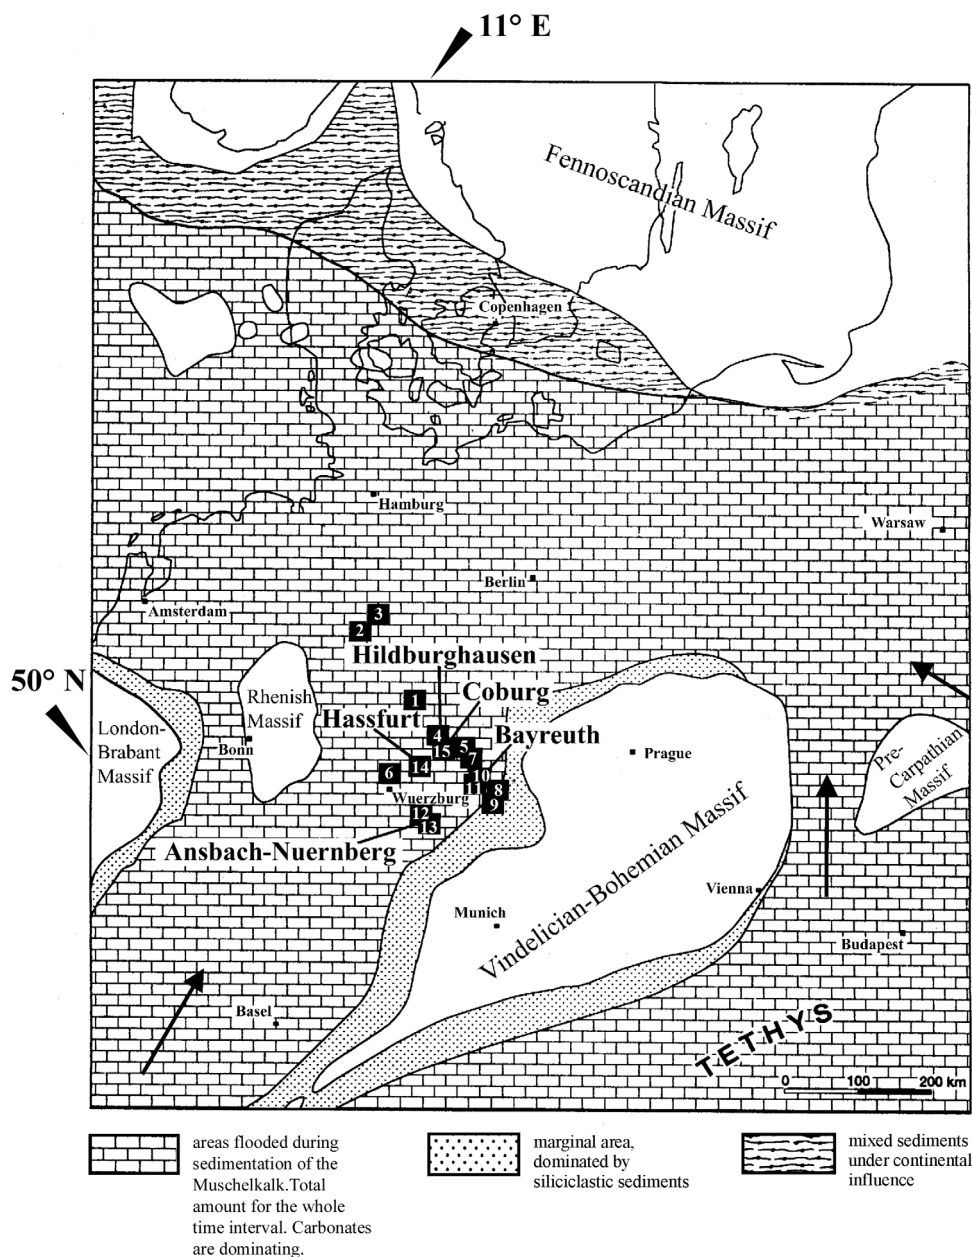 11° E
Fennoscandian Massif
Copenhagen
Hamburg
Warsaw
Berlin
Amsterdam
3
2
Hildburghausen
50° N
1
Coburg
Rhenish
Massif
Hassfurt
London-
Brabant
Massif
Bonn
4
5
15
7
Bayreuth
Prague
Pre-
Carpathian
Massif
14
6
10
11
8
9
Wuerzburg
12
13
Ansbach-Nuernberg
Vindelician-Bohemian Massif
Vienna
Munich
Budapest
Basel
TETHYS
0 100 200 km
areas flooded during
sedimentation of the
Muschelkalk.Total
amount for the whole
time interval. Carbonates
are dominating.
marginal area,
dominated by
siliciclastic sediments
mixed sediments
under continental
influence